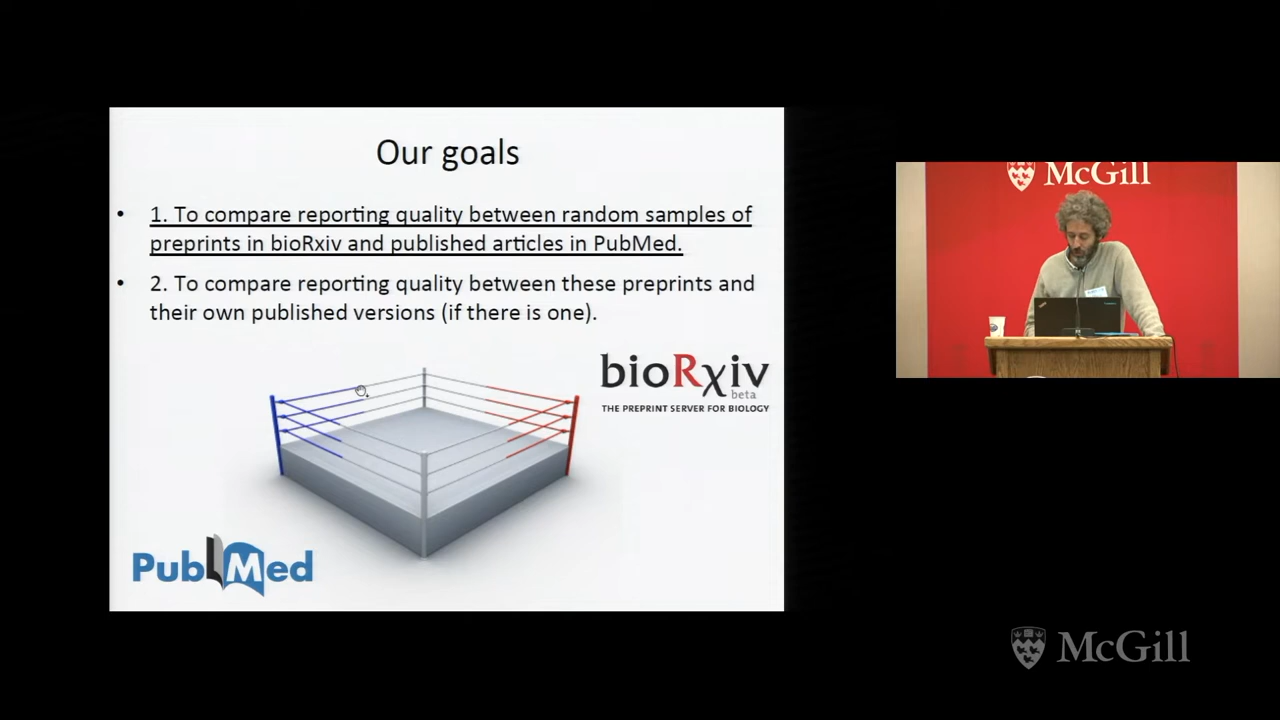 Our goals
• 1. To compare reporting quality between random samples of
preprints in bioRxiv and published articles in PubMed.
• 2. To compare reporting quality between these preprints and
their own published versions (if there is one).
bioRχiv
beta
THE PREPRINT SERVER FOR BIOLOGY
PubMed
McGill
McGill